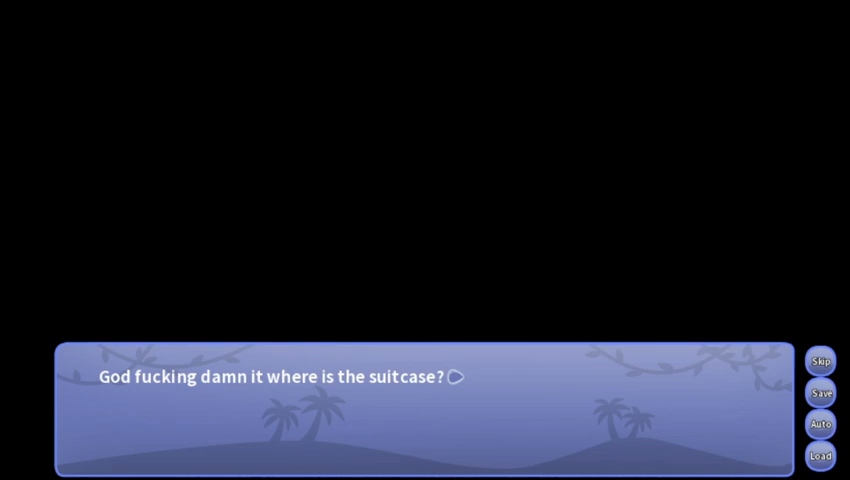 God fucking damn it where is the suitcase?
Skip
Save
Auto
Load